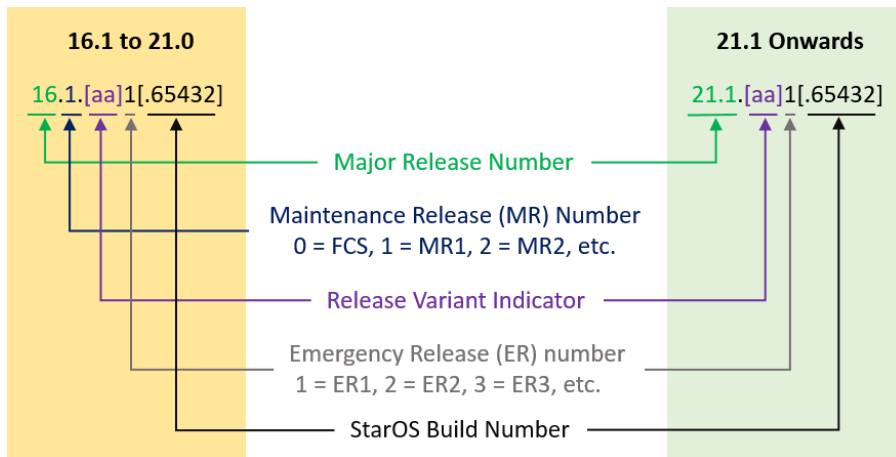 16.1 to 21.0
21.1 Onwards
16.1.[aa]1[.65432]
21.1.[aa]1[.65432]
Major Release Number
Maintenance Release (MR) Number
0 = FCS, 1 = MR1, 2 = MR2, etc.
Release Variant Indicator
Emergency Release (ER) number
1 = ER1, 2 = ER2, 3 = ER3, etc.
StarOS Build Number